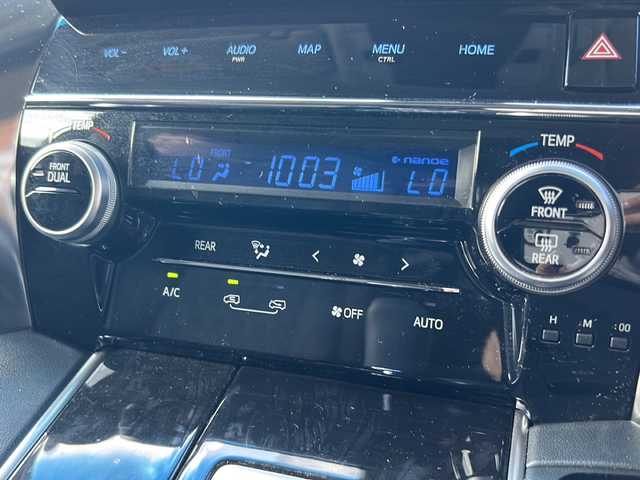 VOL− VOL+ AUDIO MAP MENU HOME
PWR CTRL
TEMP TEMP
FRONT DUAL
LO FRONT 1003 nanoe LO
FRONT
REAR
REAR < >
A/C OFF AUTO
H M :00